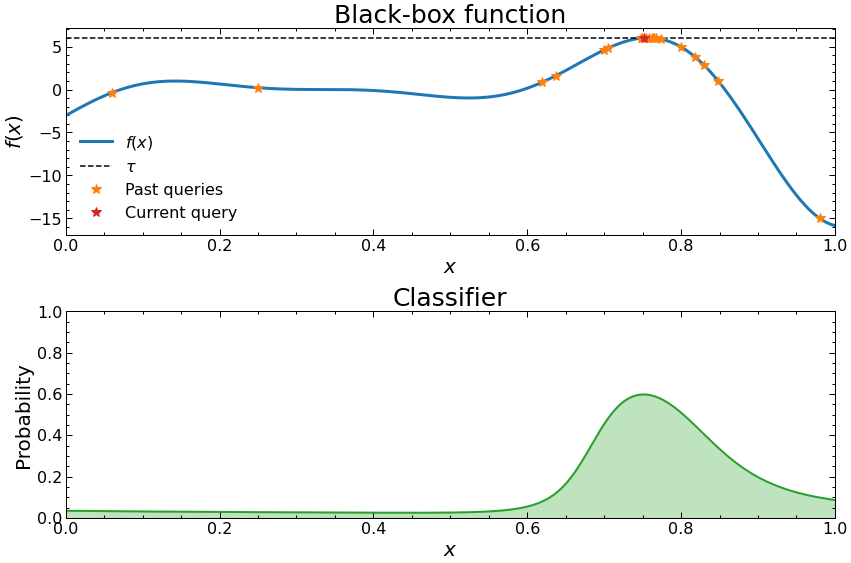 Black-box function
5
0
−5
−10
−15
f(x)
f(x)
τ
Past queries
Current query
0.0 0.2 0.4 0.6 0.8 1.0
x
Classifier
1.0
0.8
0.6
0.4
0.2
0.0
Probability
0.0 0.2 0.4 0.6 0.8 1.0
x